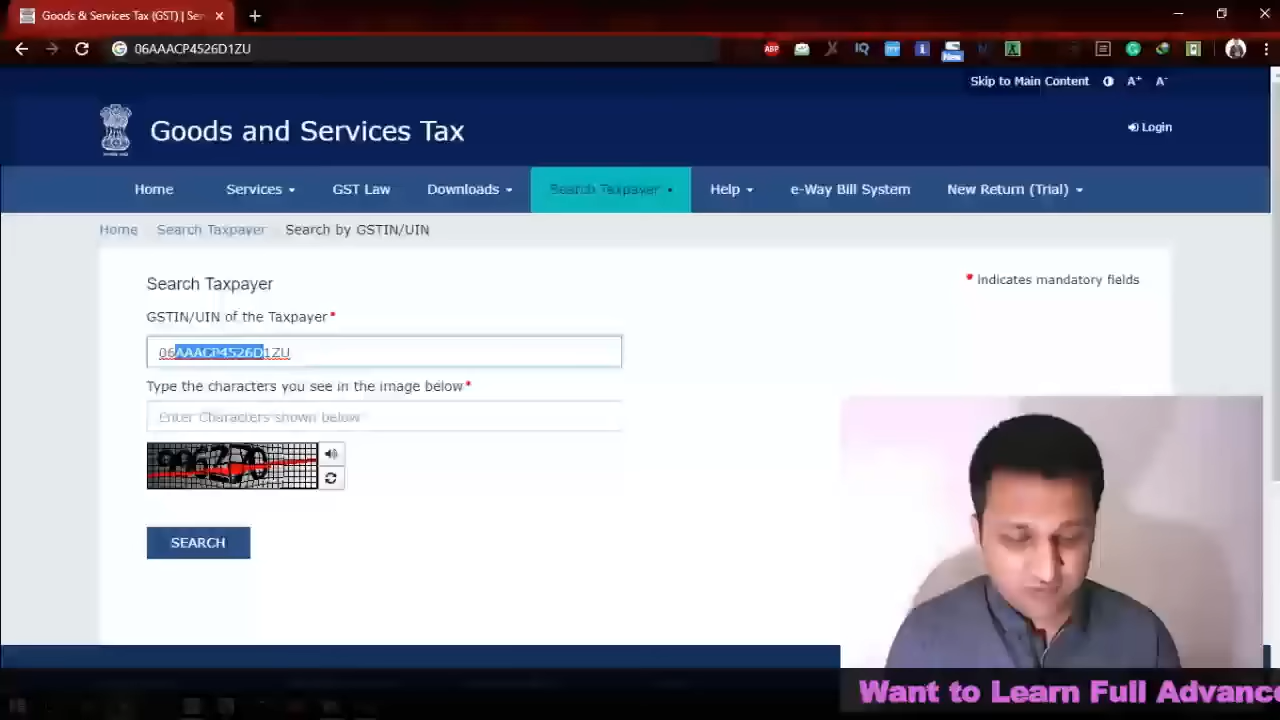 Goods & Services Tax (GST) | Ser
06AAACP4526D1ZU
ABP
IQ
New
Skip to Main Content
A+
A-
Goods and Services Tax
Login
Home
Services
GST Law
Downloads
Search Taxpayer
Help
e-Way Bill System
New Return (Trial)
Home
Search Taxpayer
Search by GSTIN/UIN
Search Taxpayer
* Indicates mandatory fields
GSTIN/UIN of the Taxpayer*
06AAACP4526D1ZU
Type the characters you see in the image below*
Enter Characters shown below
SEARCH
Want to Learn Full Advance